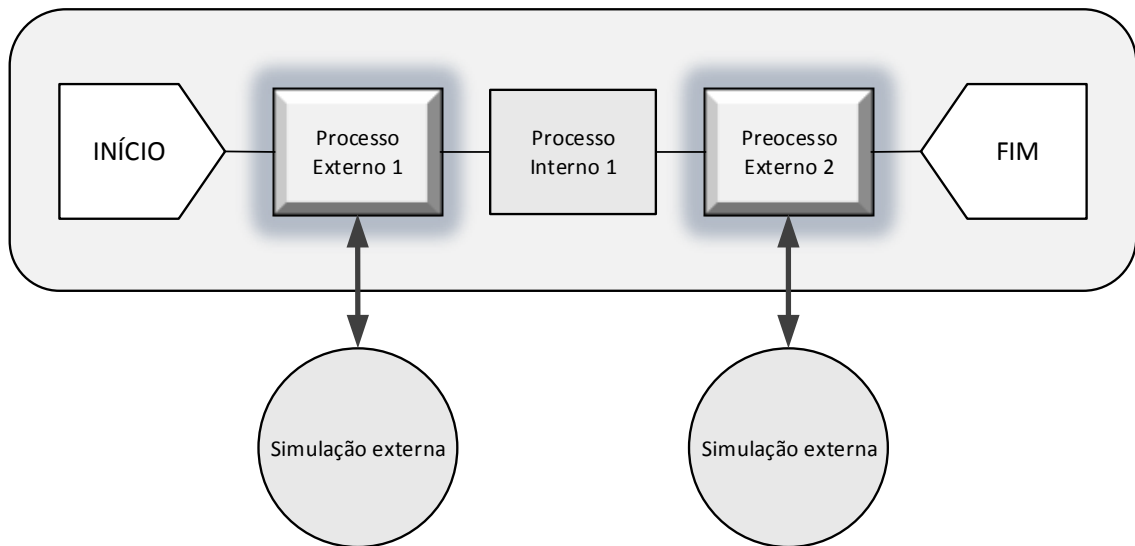 INÍCIO
Processo
Externo 1
Processo
Interno 1
Preocesso
Externo 2
FIM
Simulação externa
Simulação externa